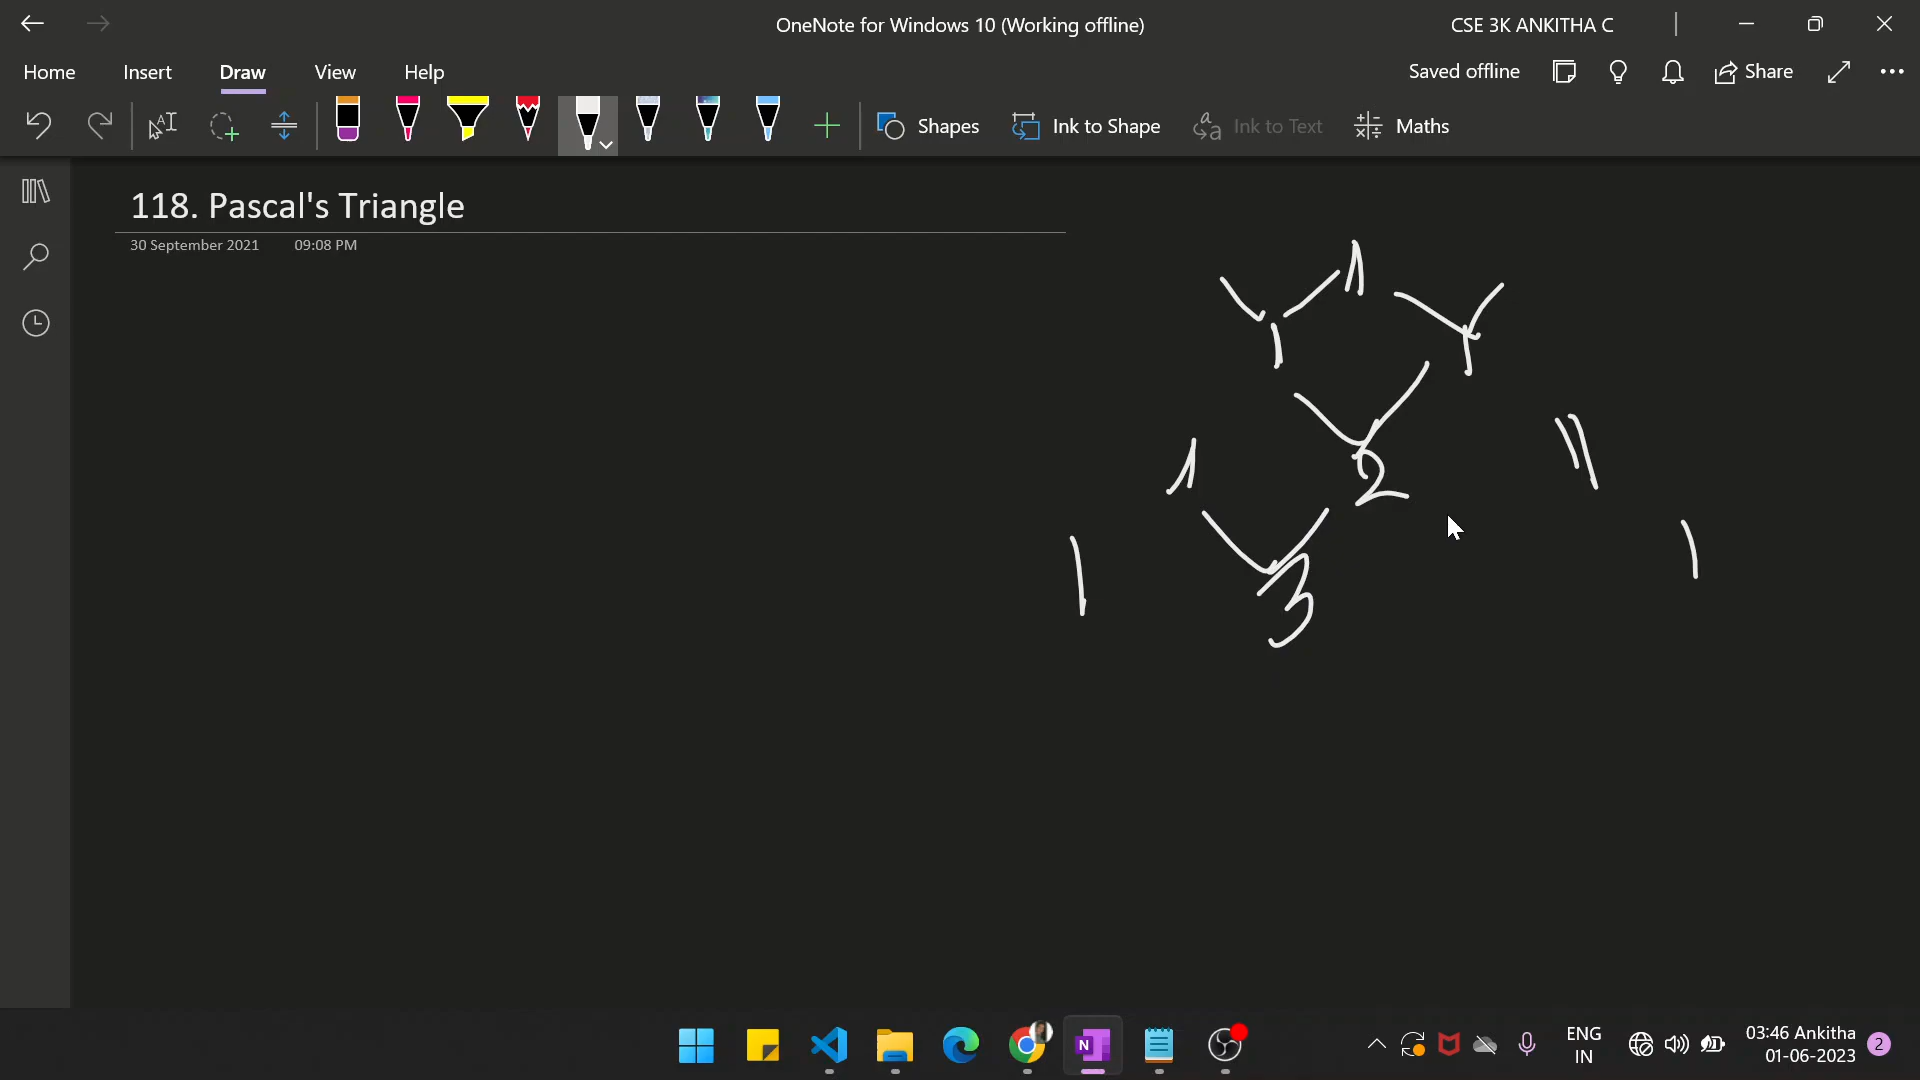 OneNote for Windows 10 (Working offline)
CSE 3K ANKITHA C
Home Insert Draw View Help
Saved offline
Share
Shapes
Ink to Shape
Ink to Text
Maths
118. Pascal's Triangle
30 September 2021 09:08 PM
1
1 1
1 2 1
1 3 1
ENG
IN
03:46 Ankitha
01-06-2023
2